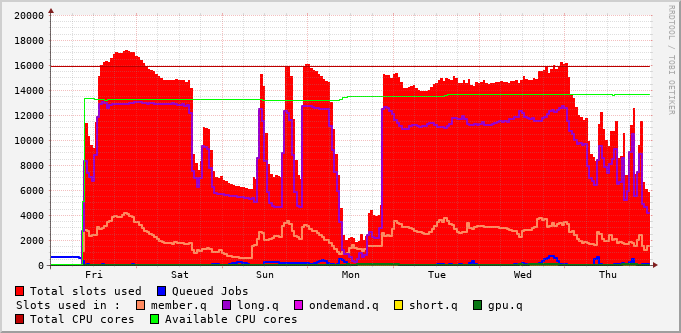 RRDTOOL / TOBI OETIKER
20000
18000
16000
14000
12000
10000
8000
6000
4000
2000
0
Fri Sat Sun Mon Tue Wed Thu
Total slots used Queued Jobs
Slots used in : member.q long.q ondemand.q short.q gpu.q
Total CPU cores Available CPU cores